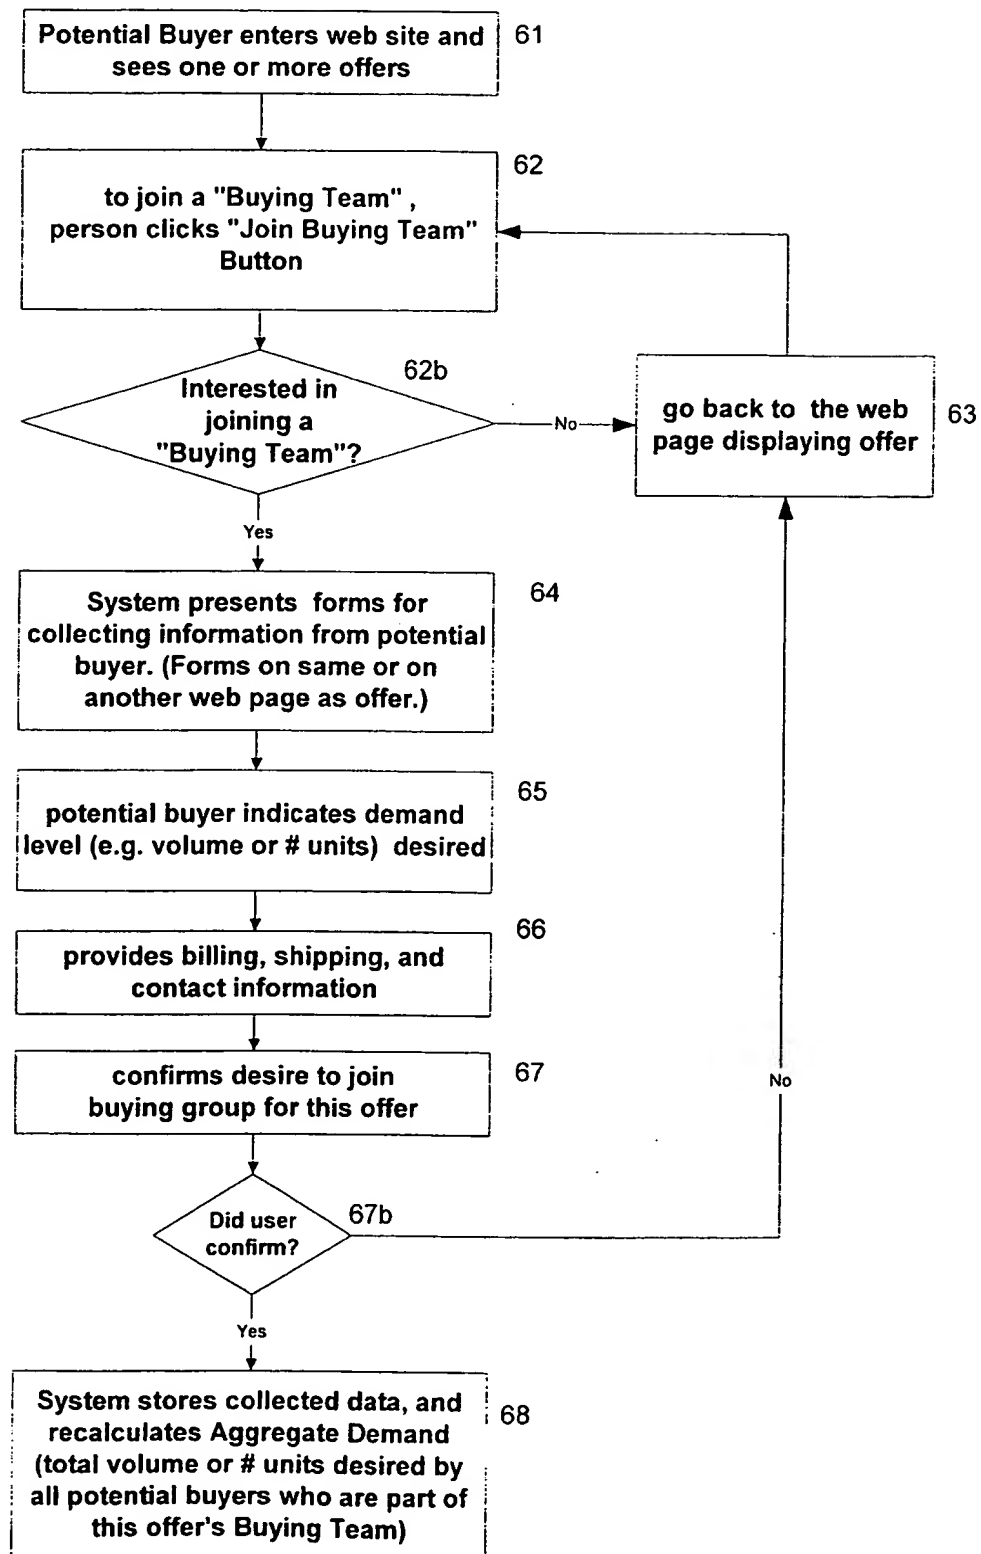 Potential Buyer enters web site and
sees one or more offers
61
to join a "Buying Team" ,
person clicks "Join Buying Team"
Button
62
Interested in
joining a
"Buying Team"?
62b
No
go back to the web
page displaying offer
63
Yes
System presents forms for
collecting information from potential
buyer. (Forms on same or on
another web page as offer.)
64
potential buyer indicates demand
level (e.g. volume or # units) desired
65
provides billing, shipping, and
contact information
66
confirms desire to join
buying group for this offer
67
No
Did user
confirm?
67b
Yes
System stores collected data, and
recalculates Aggregate Demand
(total volume or # units desired by
all potential buyers who are part of
this offer's Buying Team)
68